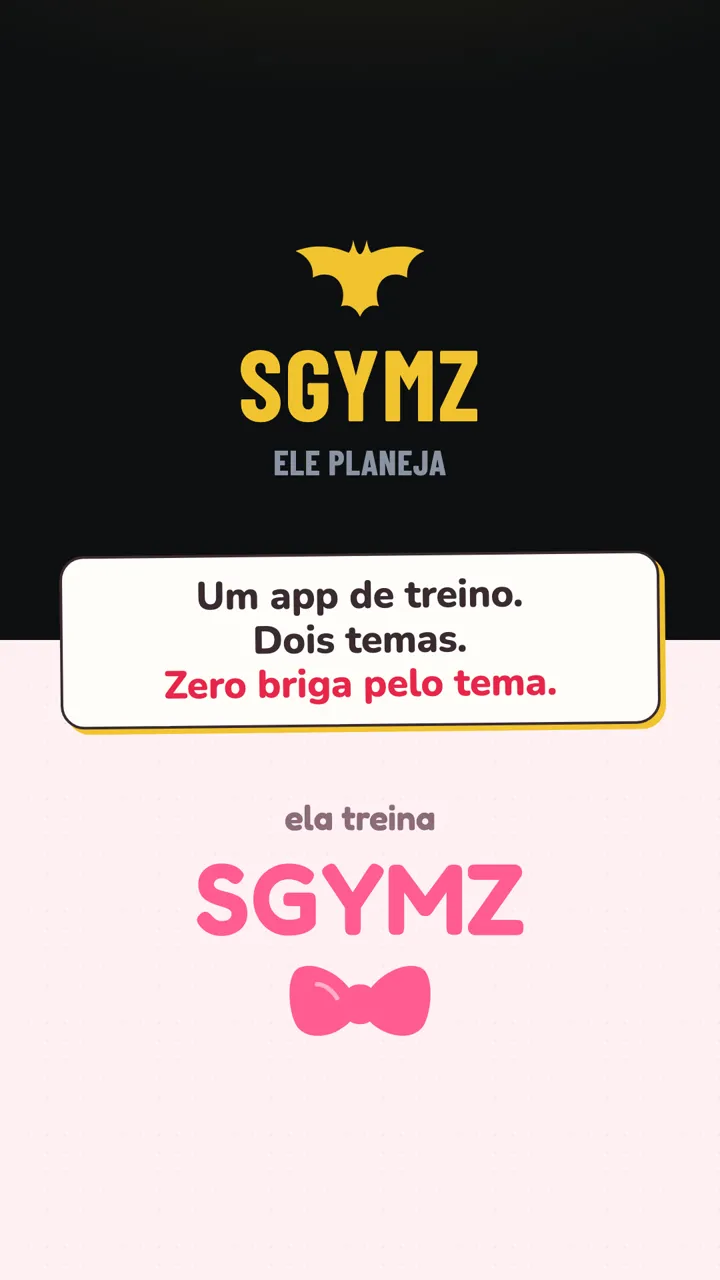 SGYMZ
ELE PLANEJA
Um app de treino.
Dois temas.
Zero briga pelo tema.
ela treina
SGYMZ